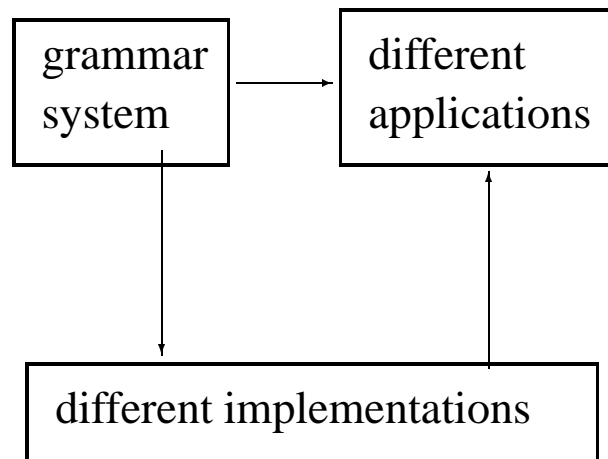 grammar
system
different
applications
different implementations